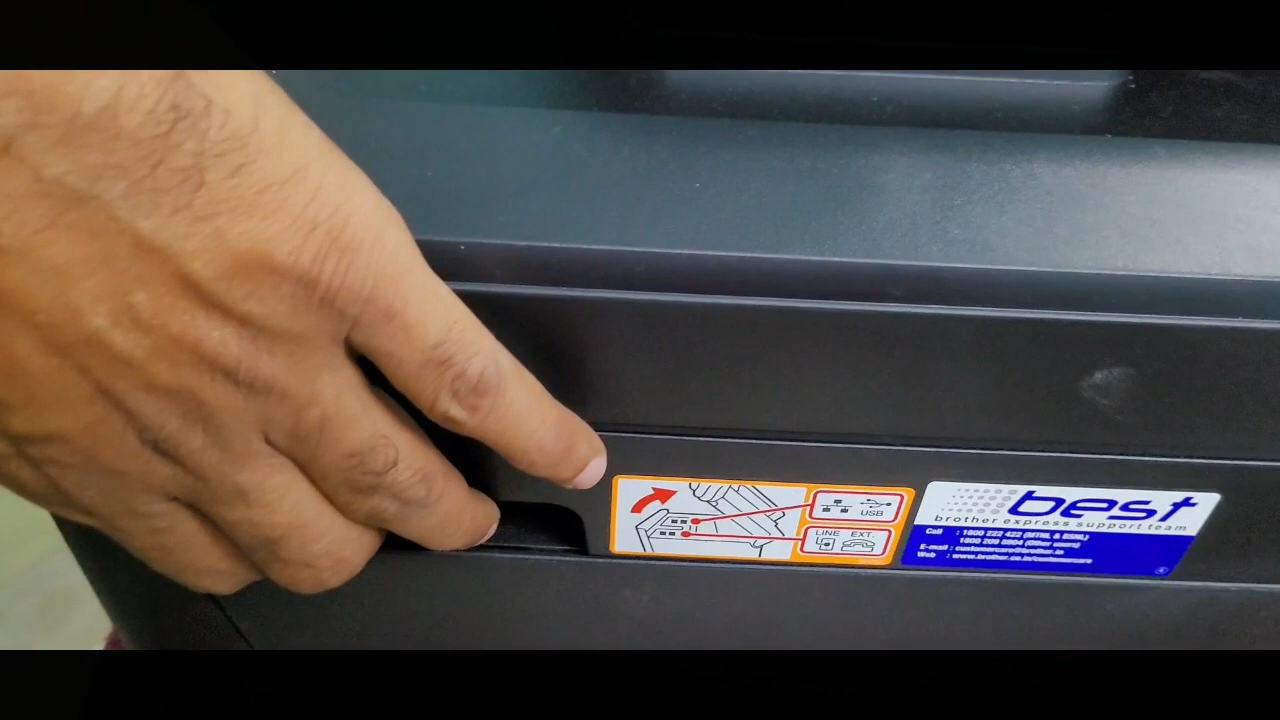 USB
LINE EXT.
best
brother express support team
Call : 1800 222 422 (MTNL & BSNL)
1800 209 8904 (Other users)
E-mail : customercare@brother.in
Web : www.brother.co.in/customercare